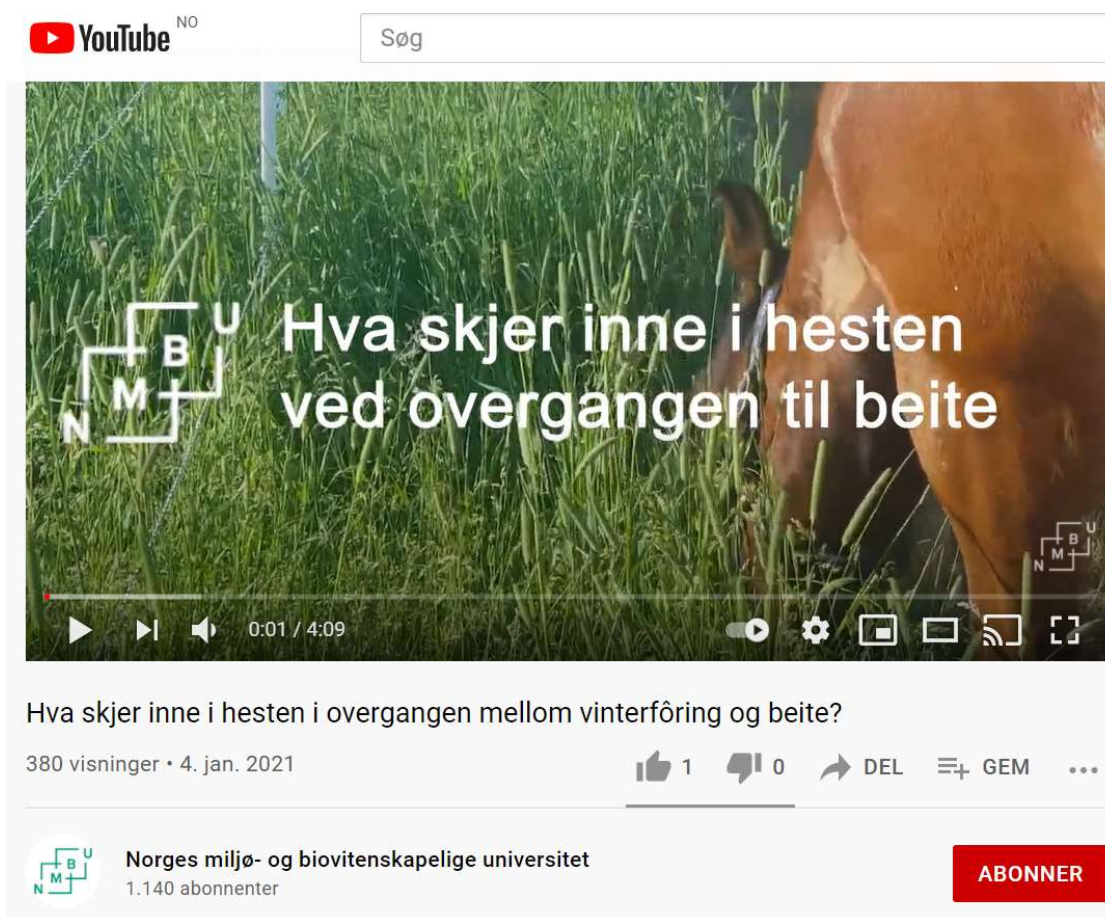 YouTube NO
Søg
Hva skjer inne i hesten
ved overgangen til beite
N M B U
N M B U
0:01 / 4:09
Hva skjer inne i hesten i overgangen mellom vinterfôring og beite?
380 visninger • 4. jan. 2021
1 0 DEL GEM
N M B U
Norges miljø- og biovitenskapelige universitet
1.140 abonnenter
ABONNER